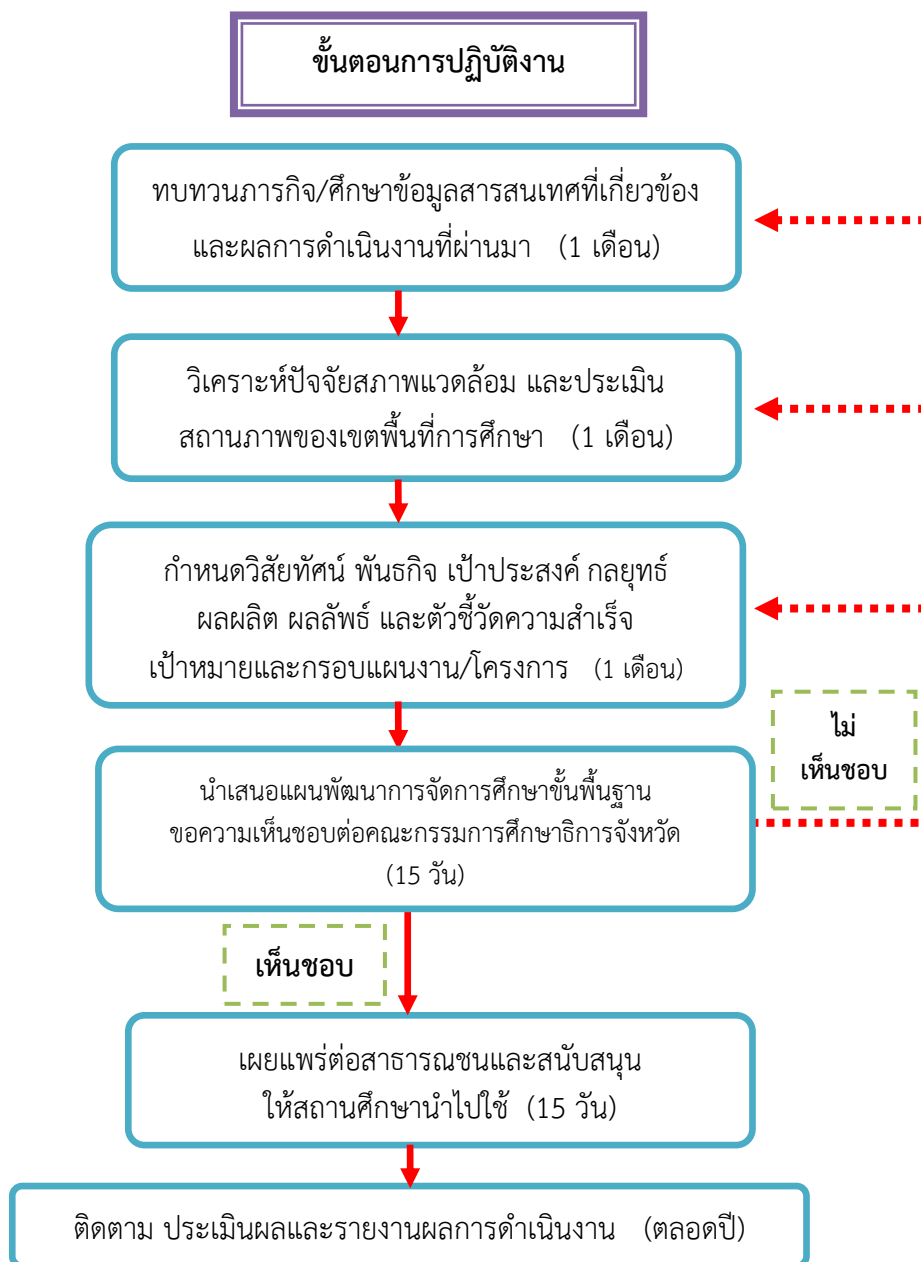 ขั้นตอนการปฏิบัติงาน
ทบทวนภารกิจ/ศึกษาข้อมูลสารสนเทศที่เกี่ยวข้อง
และผลการดำเนินงานที่ผ่านมา (1 เดือน)
วิเคราะห์ปัจจัยสภาพแวดล้อม และประเมิน
สถานภาพของเขตพื้นที่การศึกษา (1 เดือน)
กำหนดวิสัยทัศน์ พันธกิจ เป้าประสงค์ กลยุทธ์
ผลผลิต ผลลัพธ์ และตัวชี้วัดความสำเร็จ
เป้าหมายและกรอบแผนงาน/โครงการ (1 เดือน)
ไม่
เห็นชอบ
นำเสนอแผนพัฒนาการจัดการศึกษาขั้นพื้นฐาน
ขอความเห็นชอบต่อคณะกรรมการศึกษาธิการจังหวัด
(15 วัน)
เห็นชอบ
เผยแพร่ต่อสาธารณชนและสนับสนุน
ให้สถานศึกษานำไปใช้ (15 วัน)
ติดตาม ประเมินผลและรายงานผลการดำเนินงาน (ตลอดปี)